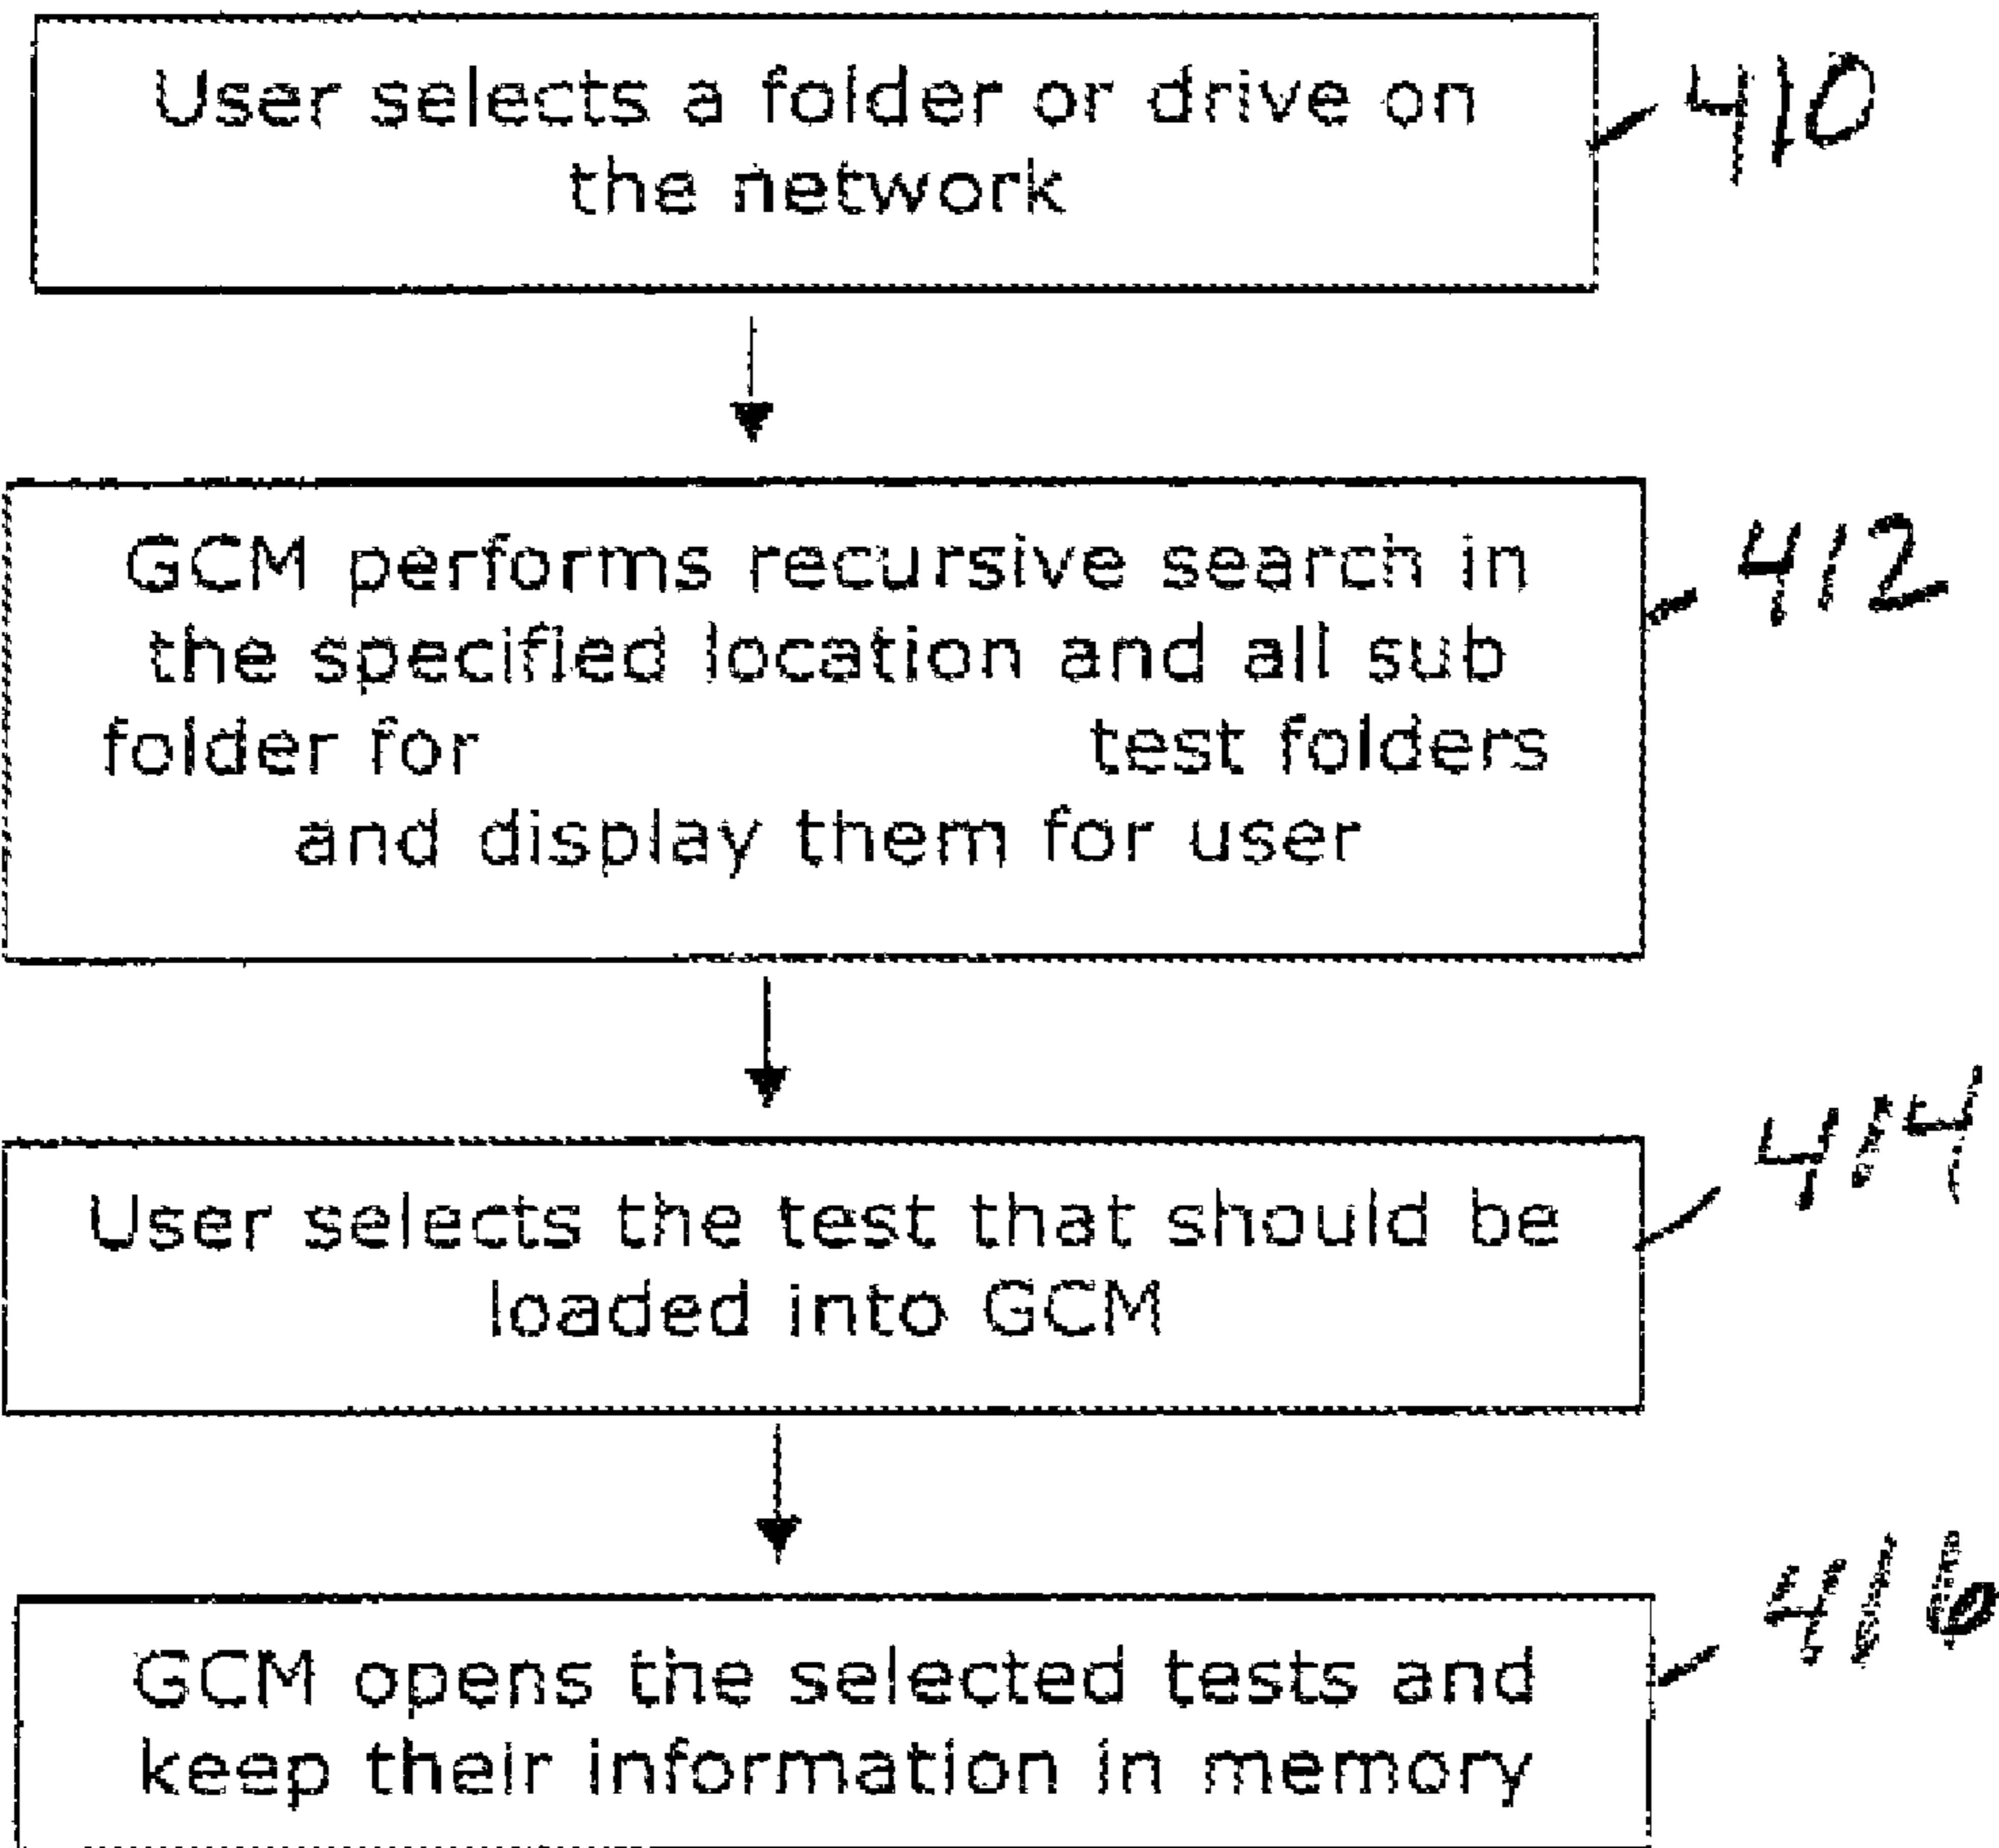 User selects a folder or drive on
the network
410
GCM performs recursive search in
the specified location and all sub
folder for test folders
and display them for user
412
User selects the test that should be
loaded into GCM
414
GCM opens the selected tests and
keep their information in memory
416